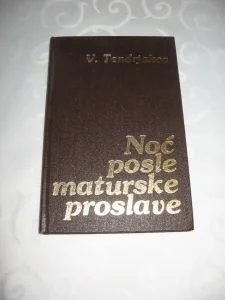 V. Tendrjakov
Noć
posle
maturske
proslave